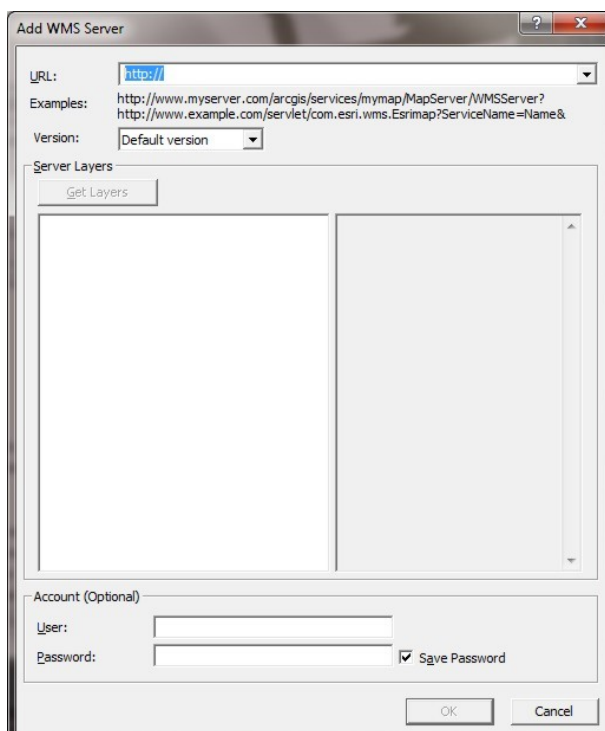 Add WMS Server
?
X
URL:
http://
Examples:
http://www.myserver.com/arcgis/services/mymap/MapServer/WMSServer?
http://www.example.com/servlet/com.esri.wms.Esrimap?ServiceName=Name&
Version:
Default version
Server Layers
Get Layers
Account (Optional)
User:
Password:
Save Password
OK
Cancel